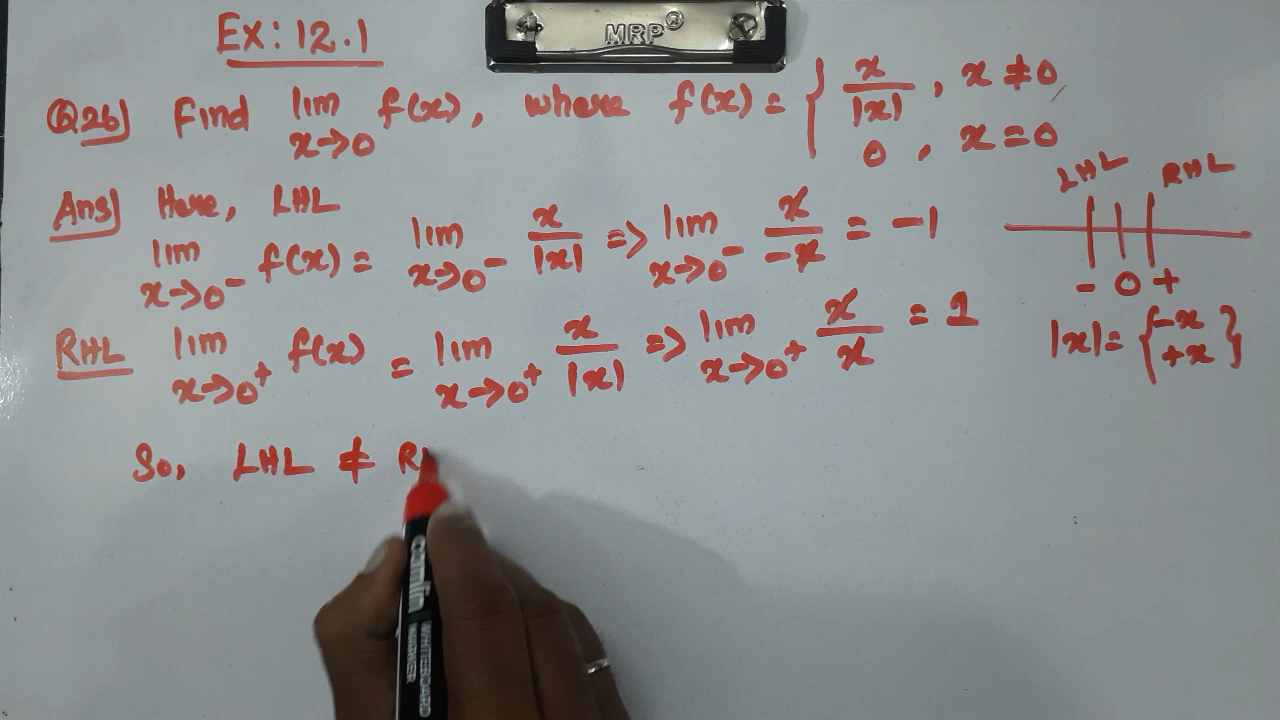 MRP®
Ex: 12.1
Q26) Find lim x→0 f(x), where f(x) = { x/|x| , x ≠ 0,
0 , x = 0
LHL RHL
Ans) Here, LHL
lim x→0⁻ f(x) = lim x→0⁻ x/|x| => lim x→0⁻ x/-x = -1
- 0 +
|x| = { -x
+x }
RHL lim x→0⁺ f(x) = lim x→0⁺ x/|x| => lim x→0⁺ x/x = 1
So, LHL ≠ R
camlin
WHITEBOARD
MARKER